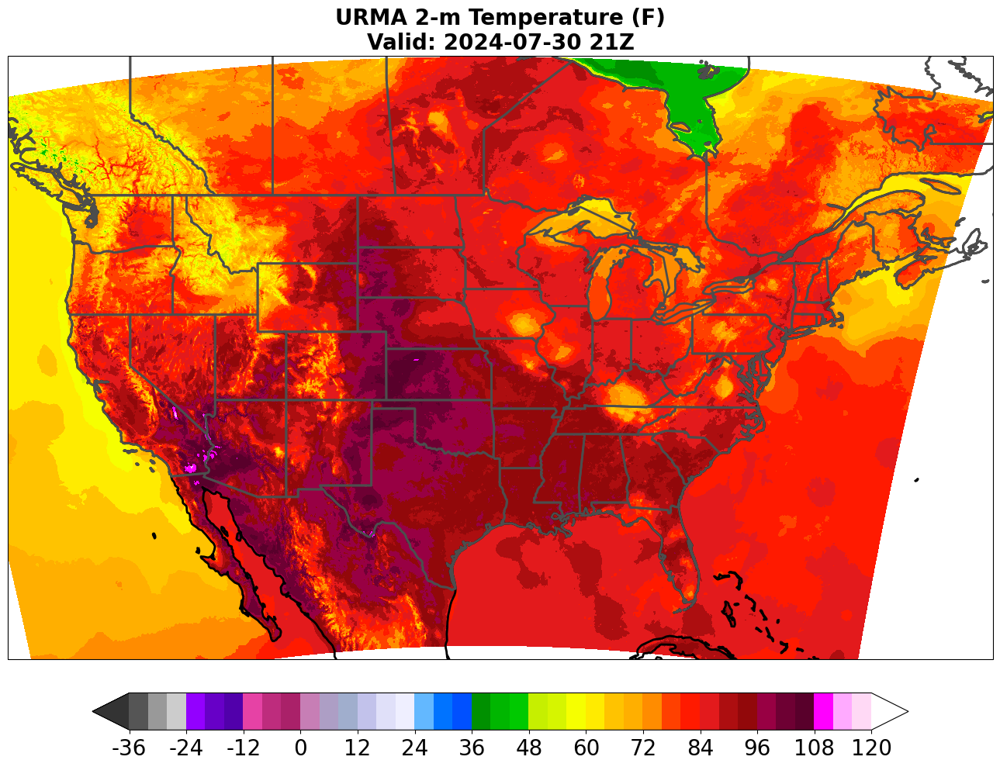 URMA 2-m Temperature (F)
Valid: 2024-07-30 21Z
-36 -24 -12 0 12 24 36 48 60 72 84 96 108 120